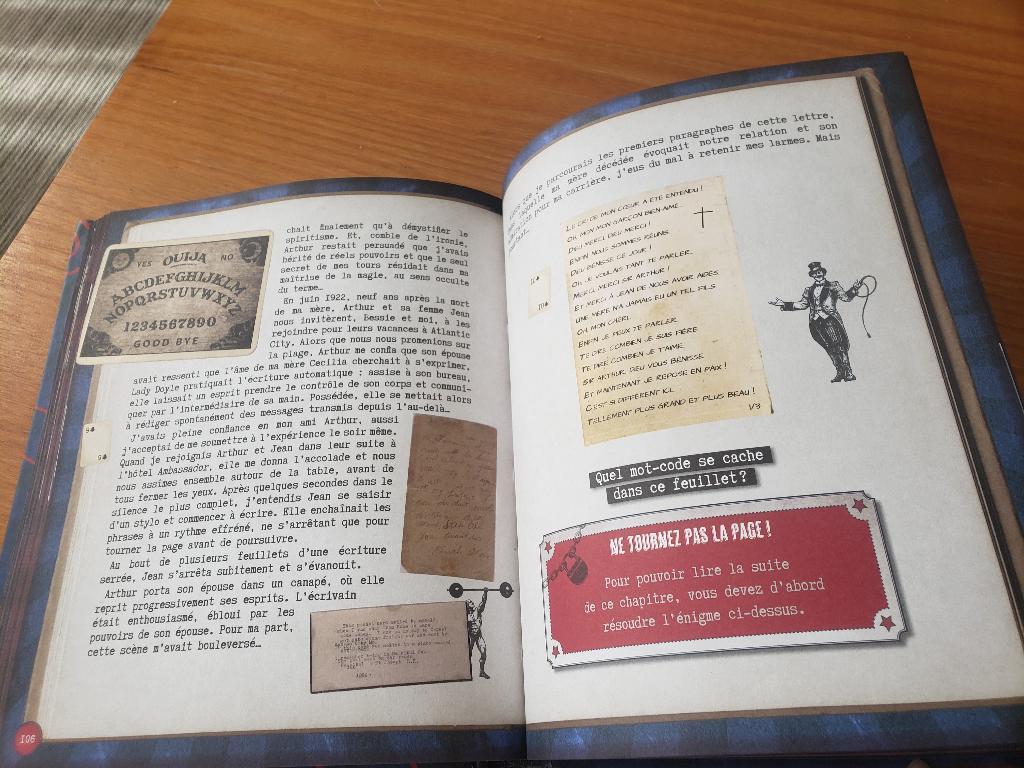 YES OUIJA NO
ABCDEFGHIJKLM
NOPQRSTUVWXYZ
1234567890
GOOD BYE
chait finalement qu'à démystifier le
spiritisme. Et, comble de l'ironie,
Arthur restait persuadé que j'avais
hérité de réels pouvoirs et que le seul
secret de mes tours résidait dans ma
maîtrise de la magie, au sens occulte
du terme…
En juin 1922, neuf ans après la mort
de ma mère, Arthur et sa femme Jean
nous invitèrent, Bessie et moi, à les
rejoindre pour leurs vacances à Atlantic
City. Alors que nous nous promenions sur
la plage, Arthur me confia que son épouse
avait ressenti que l'âme de ma mère Cecilia cherchait à s'exprimer.
Lady Doyle pratiquait l'écriture automatique : assise à son bureau,
elle laissait un esprit prendre le contrôle de son corps et communi-
quer par l'intermédiaire de sa main. Possédée, elle se mettait alors
à rédiger spontanément des messages transmis depuis l'au-delà…
J'avais pleine confiance en mon ami Arthur, aussi
j'acceptai de me soumettre à l'expérience le soir même.
Quand je rejoignis Arthur et Jean dans leur suite à
l'hôtel Ambassador, elle me donna l'accolade et nous
nous assîmes ensemble autour de la table, avant de
tous fermer les yeux. Après quelques secondes dans le
silence le plus complet, j'entendis Jean se saisir
d'un stylo et commencer à écrire. Elle enchaînait les
phrases à un rythme effréné, ne s'arrêtant que pour
tourner la page avant de poursuivre.
Au bout de plusieurs feuillets d'une écriture
serrée, Jean s'arrêta subitement et s'évanouit.
Arthur porta son épouse dans un canapé, où elle
reprit progressivement ses esprits. L'écrivain
était enthousiasmé, ébloui par les
pouvoirs de son épouse. Pour ma part,
cette scène m'avait bouleversé…
9
6
106
que je parcourais les premiers paragraphes de cette lettre,
laquelle ma mère décédée évoquait notre relation et son
pour ma carrière, j'eus du mal à retenir mes larmes. Mais
LE CRI DE MON CŒUR A ÉTÉ ENTENDU !
OH, MON MON GARÇON BIEN-AIMÉ…
DEU MERCI, DEU MERCI !
ENFIN, NOUS SOMMES RÉUNIS.
DEU BÉNISSE CE JOUR !
OH, JE VOULAIS TANT TE PARLER.
MERCI, MERCI SIR ARTHUR !
ET MERCI À JEAN DE NOUS AVOIR AIDÉS.
UNE MÈRE N'A JAMAIS EU UN TEL FILS.
OH, MON CHÉRI,
ENFIN JE PEUX TE PARLER,
TE DIRE COMBIEN JE SUIS FIÈRE,
TE DIRE COMBIEN JE T'AIME.
SIR ARTHUR, DEU VOUS BÉNISSE
ET MAINTENANT JE REPOSE EN PAIX !
C'EST SI DIFFÉRENT ICI,
TELLEMENT PLUS GRAND ET PLUS BEAU !
1/3
Quel mot-code se cache
dans ce feuillet ?
NE TOURNEZ PAS LA PAGE !
Pour pouvoir lire la suite
de ce chapitre, vous devez d'abord
résoudre l'énigme ci-dessus.